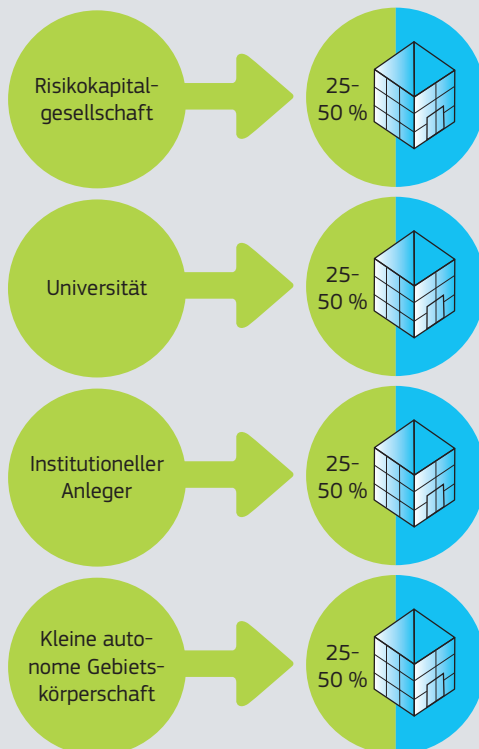 Risikokapital-
gesellschaft
25-
50 %
Universität
25-
50 %
Institutioneller
Anleger
25-
50 %
Kleine auto-
nome Gebiets-
körperschaft
25-
50 %